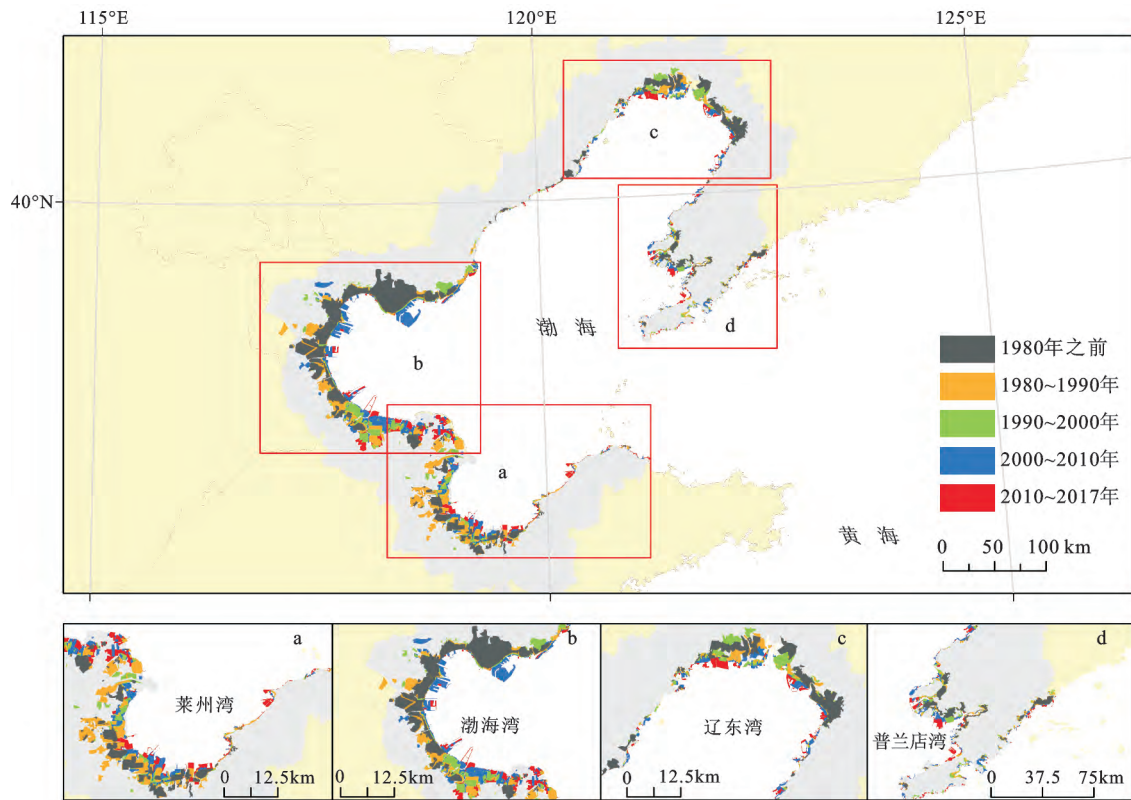 115°E 120°E 125°E
40°N
c
d
渤 海
b
a
1980年之前
1980~1990年
1990~2000年
2000~2010年
2010~2017年
黄 海
0 50 100 km
a
莱州湾
0 12.5km
b
渤海湾
0 12.5km
c
辽东湾
0 12.5km
d
普兰店湾
0 37.5 75km